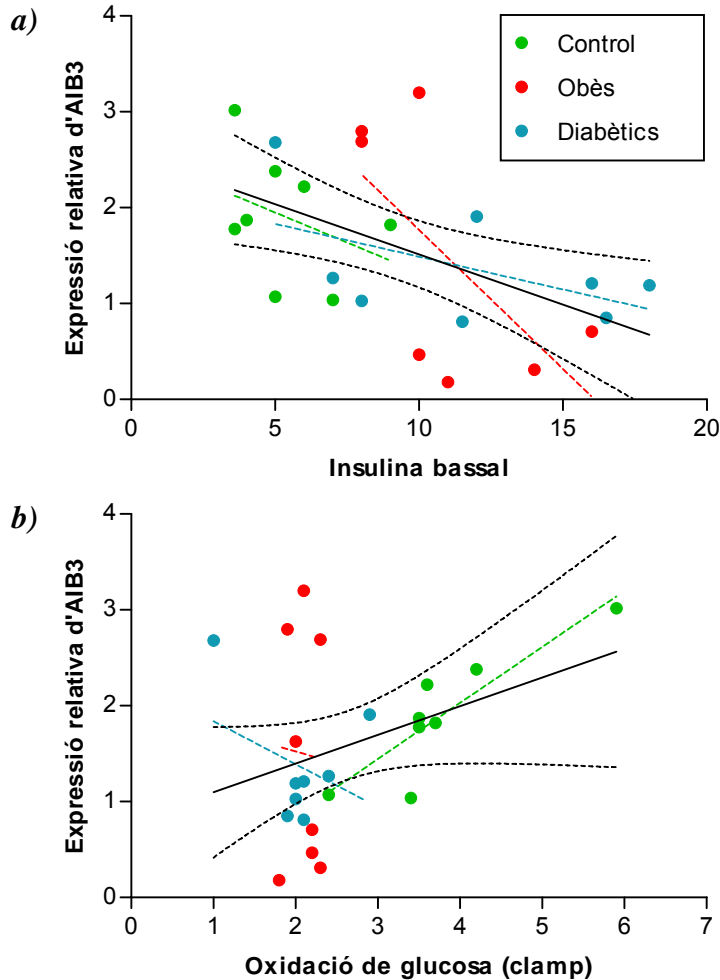 a)
Expressió relativa d'AIB3
4
3
2
1
0
0 5 10 15 20
Insulina bassal
Control
Obès
Diabètics
b)
Expressió relativa d'AIB3
4
3
2
1
0
0 1 2 3 4 5 6 7
Oxidació de glucosa (clamp)